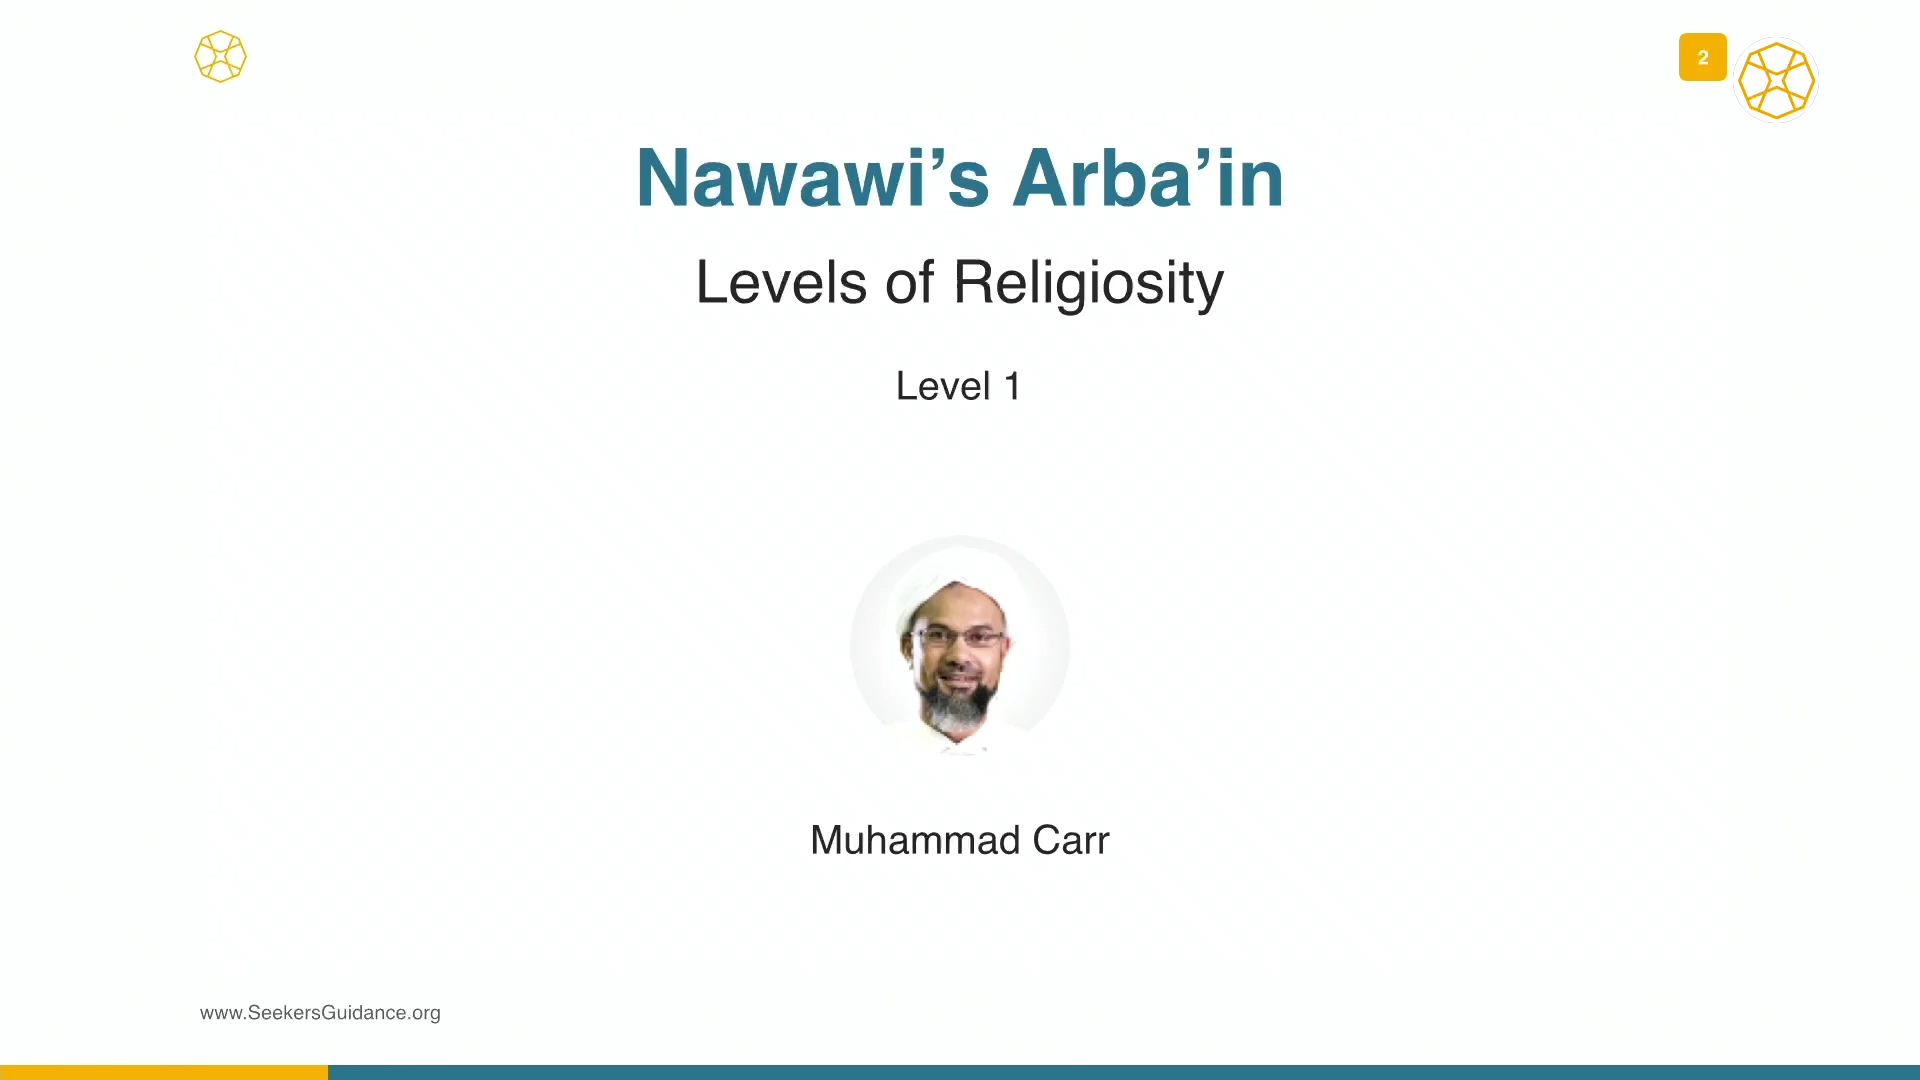 2
Nawawi’s Arba’in
Levels of Religiosity
Level 1
Muhammad Carr
www.SeekersGuidance.org